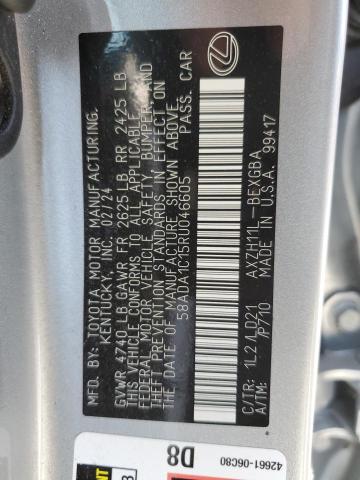 MFD. BY: TOYOTA MOTOR MANUFACTURING,
KENTUCKY, INC. 02/24
GVWR 4740 LB GAWR FR 2625 LB RR 2425 LB
THIS VEHICLE CONFORMS TO ALL APPLICABLE
FEDERAL MOTOR VEHICLE SAFETY, BUMPER, AND
THEFT PREVENTION STANDARDS IN EFFECT ON
THE DATE OF MANUFACTURE SHOWN ABOVE.
58ADA1C15RU046605 PASS. CAR
C/TR: 1L2/LD21 AXZH11L-BEXGBA
A/TM: /P710 MADE IN U.S.A. 99417
42661-06C80
D8